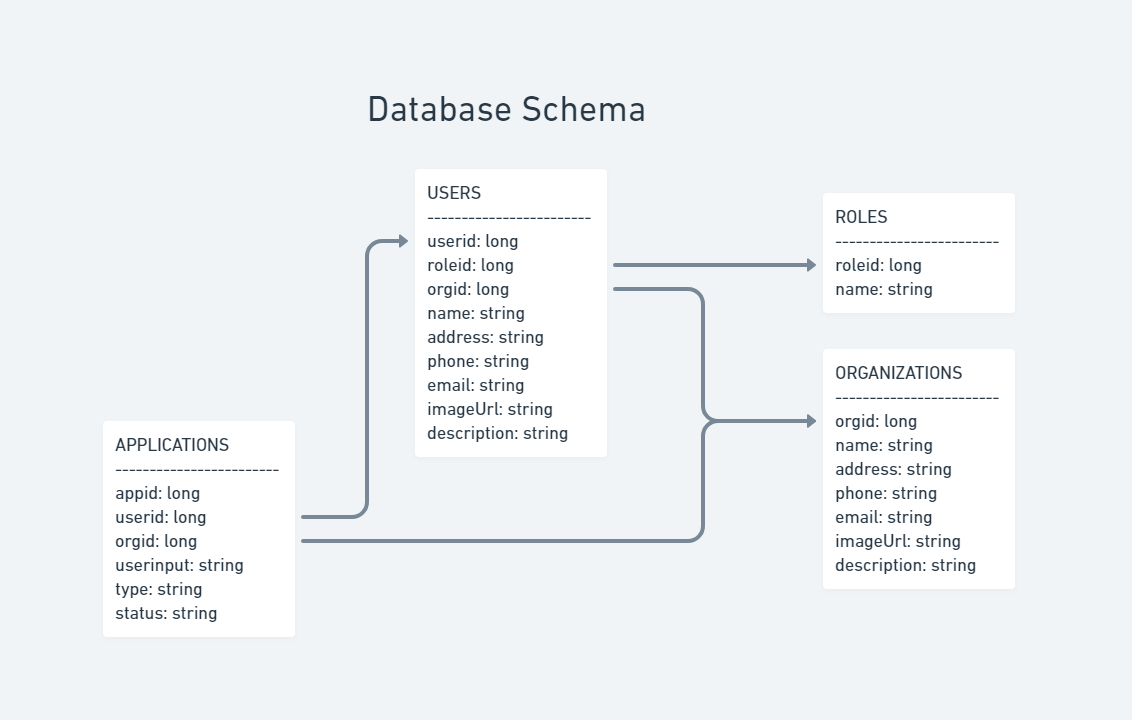 Database Schema
USERS
------------------------
userid: long
roleid: long
orgid: long
name: string
address: string
phone: string
email: string
imageUrl: string
description: string
ROLES
------------------------
roleid: long
name: string
ORGANIZATIONS
------------------------
orgid: long
name: string
address: string
phone: string
email: string
imageUrl: string
description: string
APPLICATIONS
------------------------
appid: long
userid: long
orgid: long
userinput: string
type: string
status: string